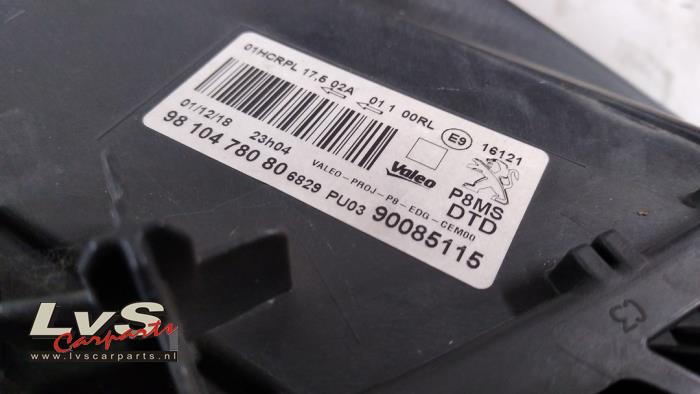 01HCRPL 17.5 02A 01 1 00RL E9 16121
01/12/18 23h04 Valeo P8MS
98 104 780 80 6829 VALEO-PROJ-P8-EDG-CEMOO DTD
PU03 90085115
LvS
Carparts
www.lvscarparts.nl